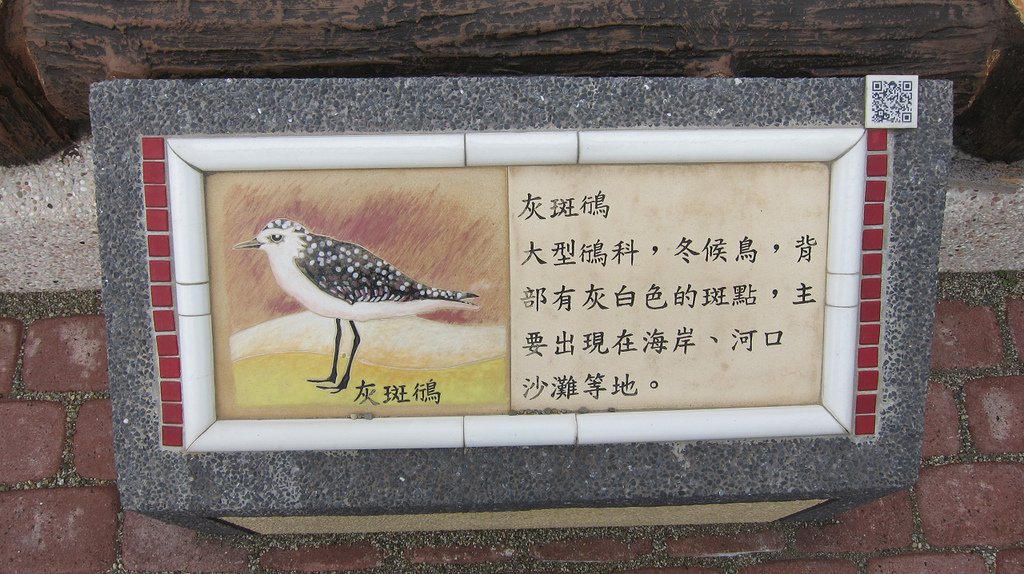 灰斑鴴
灰斑鴴
大型鴴科，冬候鳥，背
部有灰白色的斑點，主
要出現在海岸、河口
沙灘等地。